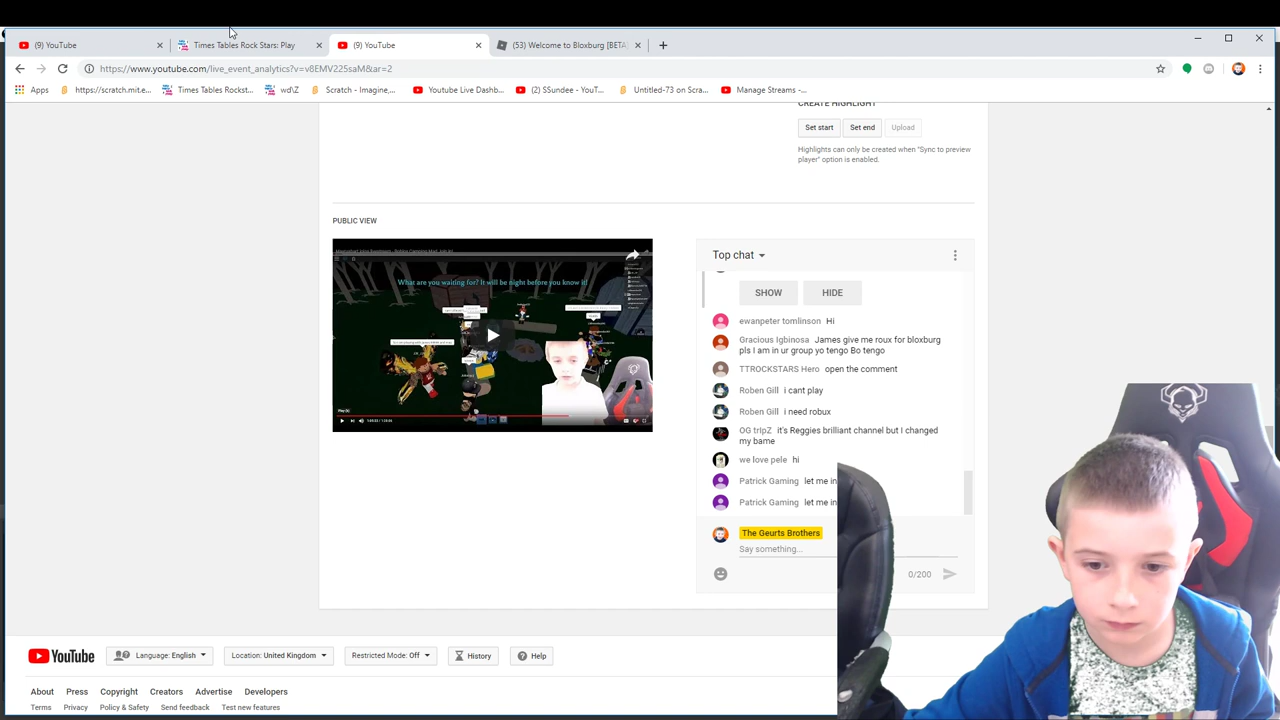 (9) YouTube
Times Tables Rock Stars: Play
(9) YouTube
(53) Welcome to Bloxburg [BETA]
https://www.youtube.com/live_event_analytics?v=v8EMV225saM&ar=2
Apps
https://scratch.mit.e
Times Tables Rockst...
wd\Z
Scratch - Imagine,...
Youtube Live Dashb...
(2) SSundee - YouT...
Untitled-73 on Scra...
Manage Streams - ...
CREATE HIGHLIGHT
Set start
Set end
Upload
Highlights can only be created when "Sync to preview
player" option is enabled.
PUBLIC VIEW
What are you waiting for? It will be night before you know it!
Top chat
SHOW
HIDE
ewanpeter tomlinson Hi
Gracious Igbinosa James give me roux for bloxburg
pls I am in ur group yo tengo Bo tengo
TTROCKSTARS Hero open the comment
Roben Gill i cant play
Roben Gill i need robux
OG trIpZ it's Reggies brilliant channel but I changed
my bame
we love pele hi
Patrick Gaming let me in
Patrick Gaming let me in
The Geurts Brothers
Say something...
0/200
YouTube
Language: English
Location: United Kingdom
Restricted Mode: Off
History
Help
About
Press
Copyright
Creators
Advertise
Developers
Terms
Privacy
Policy & Safety
Send feedback
Test new features